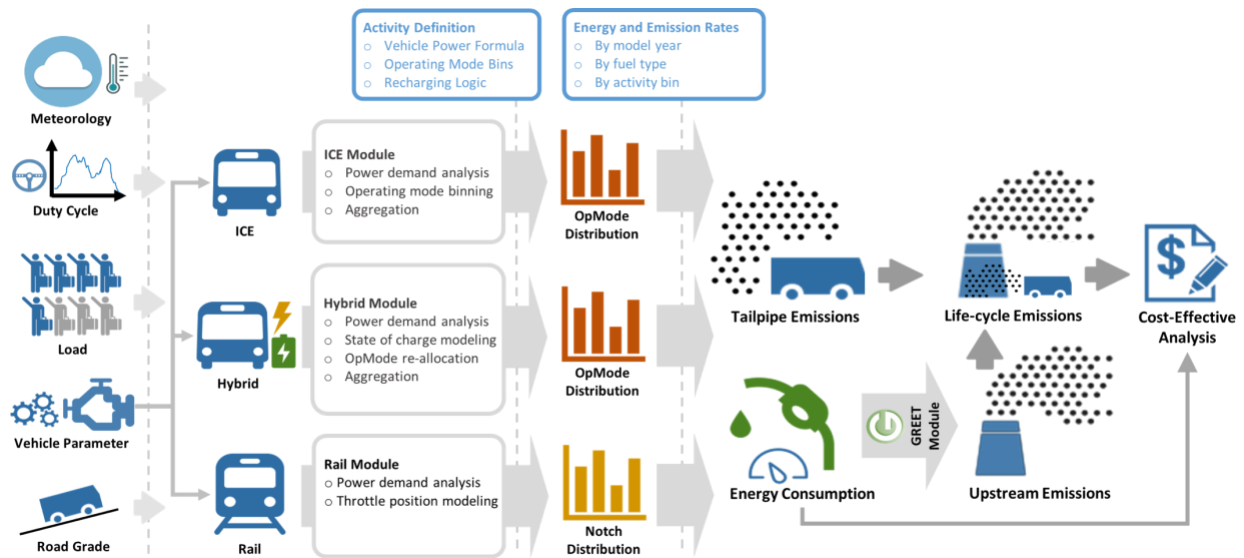 Activity Definition
○ Vehicle Power Formula
○ Operating Mode Bins
○ Recharging Logic
Energy and Emission Rates
○ By model year
○ By fuel type
○ By activity bin
Meteorology
Duty Cycle
Load
Vehicle Parameter
Road Grade
ICE
Hybrid
Rail
ICE Module
○ Power demand analysis
○ Operating mode binning
○ Aggregation
Hybrid Module
○ Power demand analysis
○ State of charge modeling
○ OpMode re-allocation
○ Aggregation
Rail Module
○ Power demand analysis
○ Throttle position modeling
OpMode
Distribution
OpMode
Distribution
Notch
Distribution
Tailpipe Emissions
Energy Consumption
GREET
Module
Life-cycle Emissions
Upstream Emissions
$
Cost-Effective
Analysis